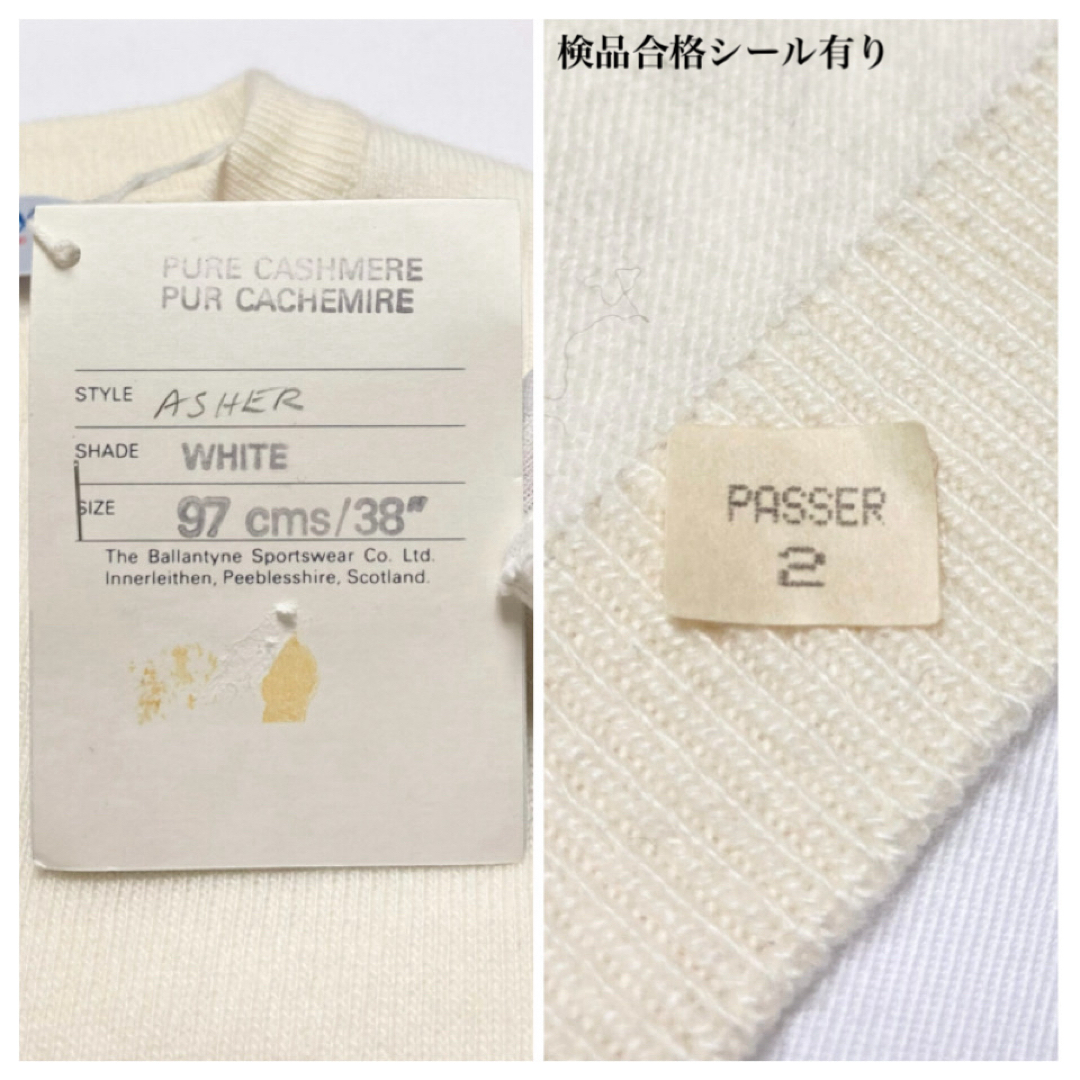 PURE CASHMERE
PUR CACHEMIRE
STYLE ASHER
SHADE WHITE
SIZE 97 cms/38"
The Ballantyne Sportswear Co. Ltd.
Innerleithen, Peeblesshire, Scotland.
検品合格シール有り
PASSER
2